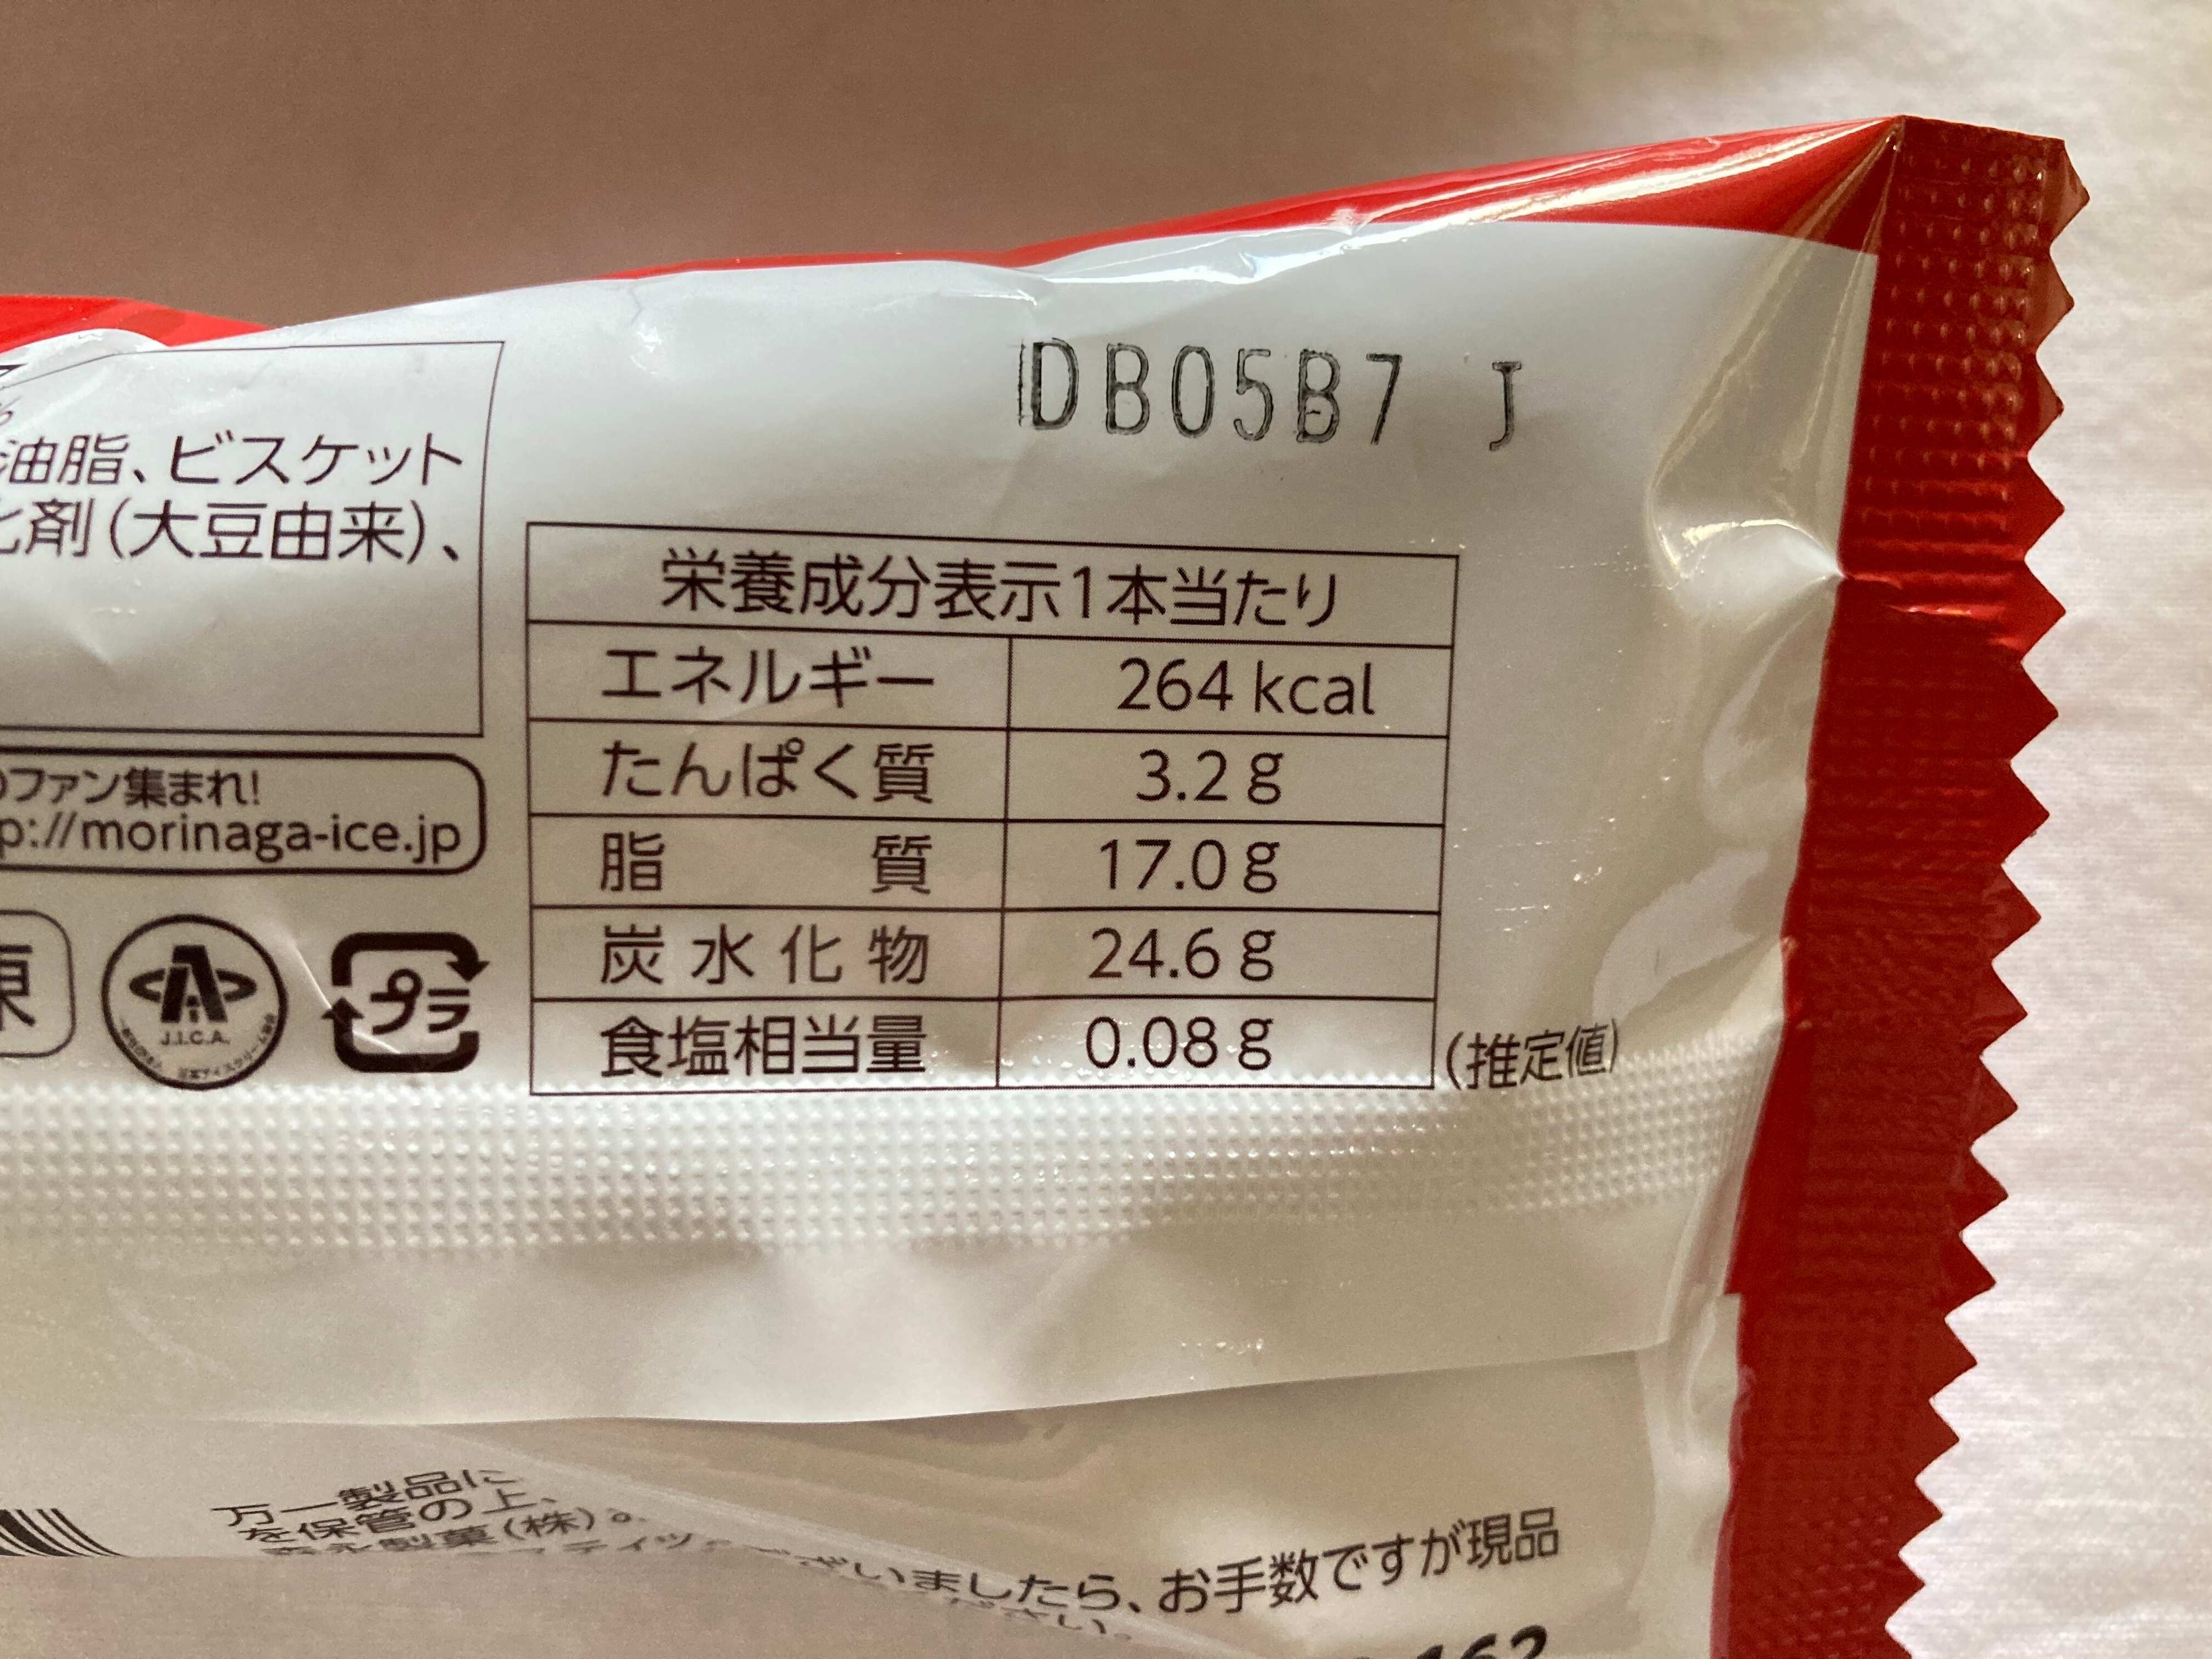 DB05B7 J
油脂、ビスケット
化剤(大豆由来)、
栄養成分表示1本当たり
エネルギー 264 kcal
たんぱく質 3.2 g
脂質 17.0 g
炭水化物 24.6 g
食塩相当量 0.08 g (推定値)
のファン集まれ!
p://morinaga-ice.jp
J.I.C.A.
プラ
万一製品に
ございましたら、お手数ですが現品
を保管の上、
森永製菓(株)